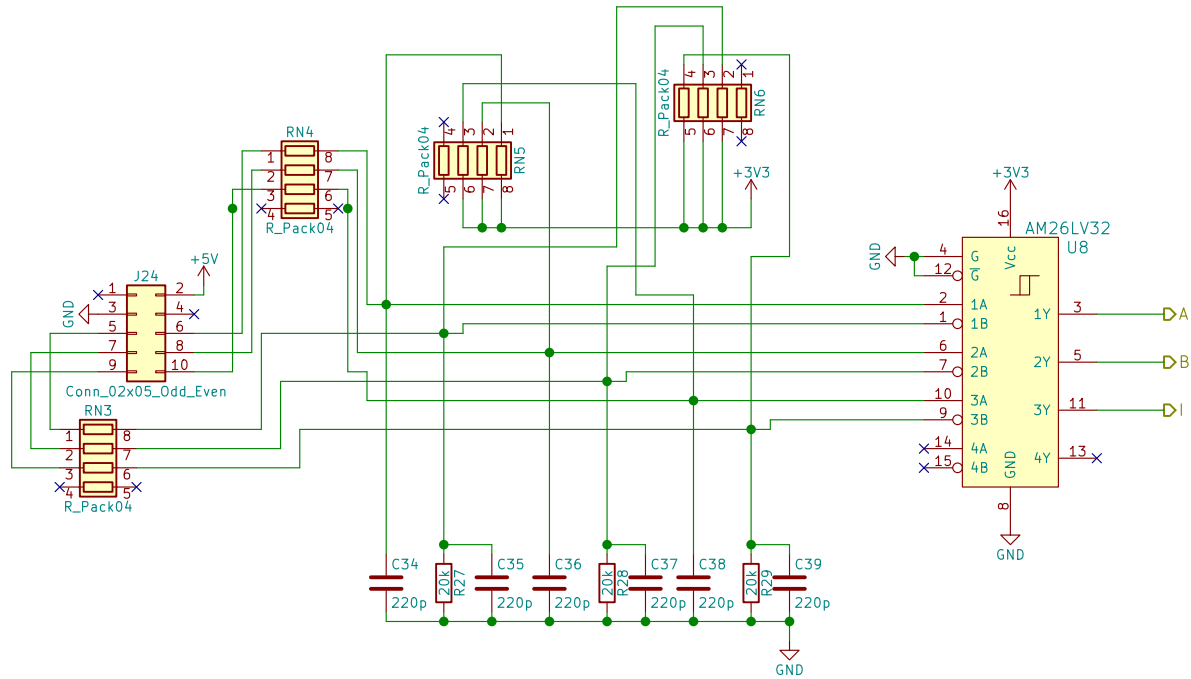 4 3 2 1
R_Pack04
RN6
5 6 7 8
+3V3
4 3 2 1
R_Pack04
RN5
5 6 7 8
RN4
1 8
2 7
3 6
4 5
R_Pack04
+3V3
16
AM26LV32
U8
Vcc
GND
4 G
12 G
2 1A
1 1B
1Y 3 A
6 2A
7 2B
2Y 5 B
10 3A
9 3B
3Y 11 I
14 4A
15 4B
4Y 13
GND
8
GND
+5V
J24
GND
1 2
3 4
5 6
7 8
9 10
Conn_02x05_Odd_Even
RN3
1 8
2 7
3 6
4 5
R_Pack04
C34
220p
20k
R27
C35
220p
C36
220p
20k
R28
C37
220p
C38
220p
20k
R29
C39
220p
GND